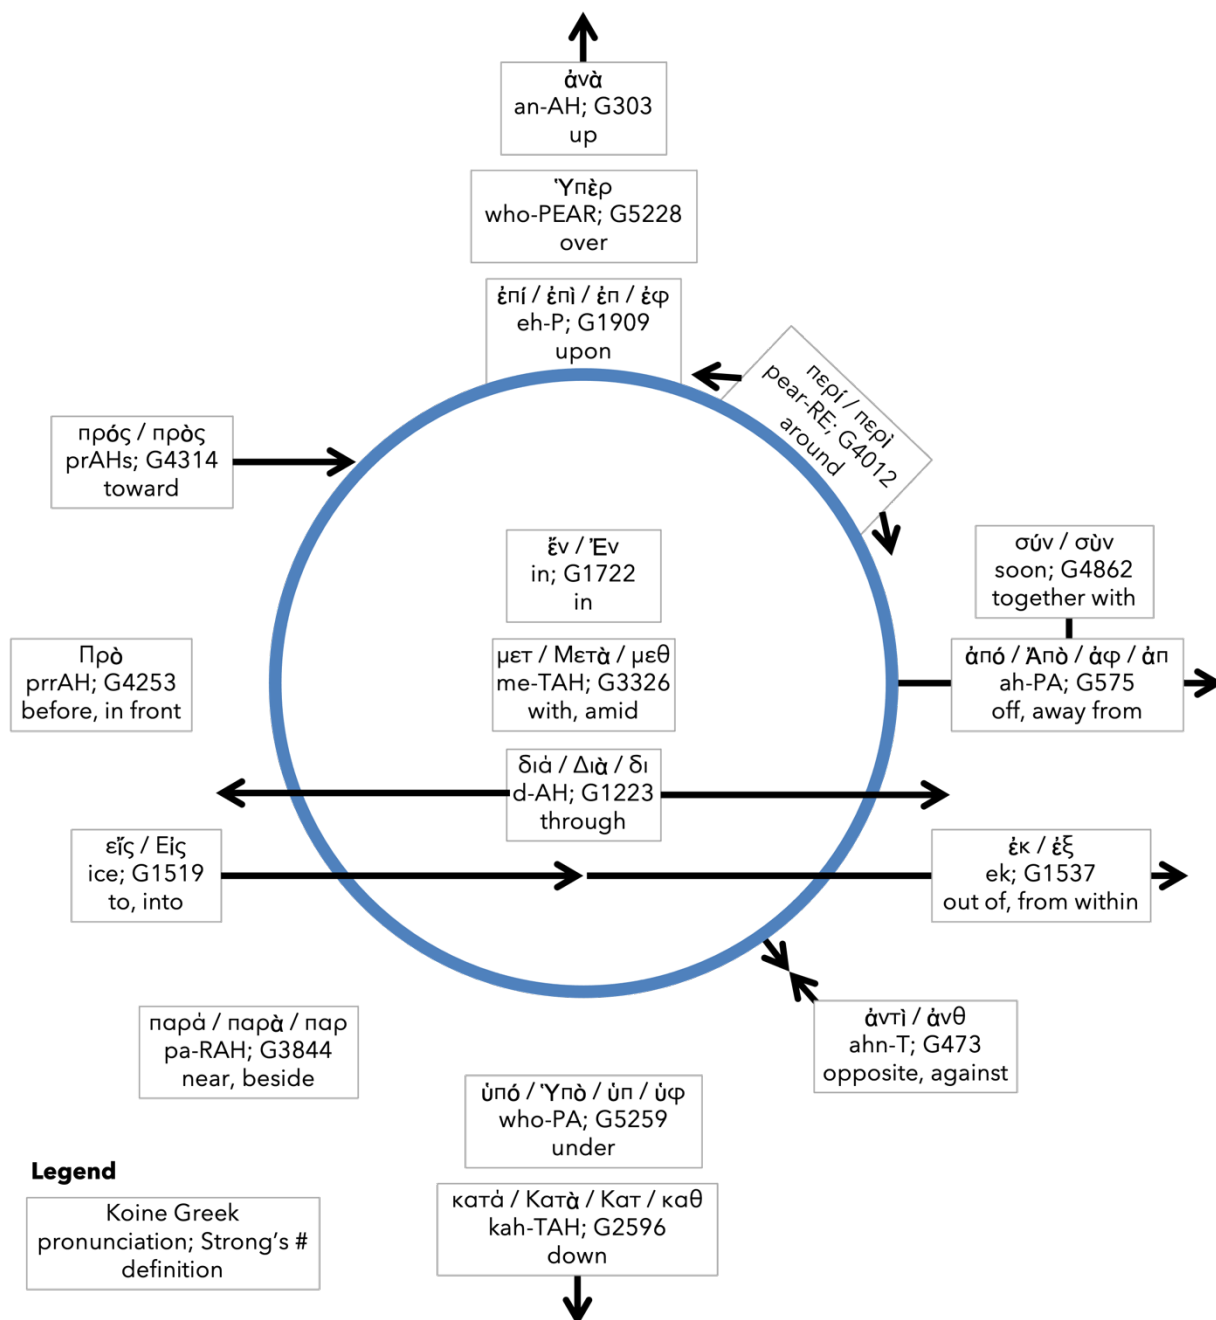 ἀνὰ
an-AH; G303
up
Ὑπὲρ
who-PEAR; G5228
over
ἐπί / ἐπὶ / ἐπ / ἐφ
eh-P; G1909
upon
περί / περὶ
pear-RE; G4012
around
πρός / πρὸς
prAHs; G4314
toward
ἔν / Ἐν
in; G1722
in
σύν / σὺν
soon; G4862
together with
Πρὸ
prrAH; G4253
before, in front
μετ / Μετὰ / μεθ
me-TAH; G3326
with, amid
ἀπό / Ἀπὸ / ἀφ / ἀπ
ah-PA; G575
off, away from
διά / Διὰ / δι
d-AH; G1223
through
εἴς / Εἰς
ice; G1519
to, into
ἐκ / ἐξ
ek; G1537
out of, from within
παρά / παρὰ / παρ
pa-RAH; G3844
near, beside
ἀντὶ / ἀνθ
ahn-T; G473
opposite, against
ὑπό / Ὑπὸ / ὑπ / ὑφ
who-PA; G5259
under
κατά / Κατὰ / Κατ / καθ
kah-TAH; G2596
down
Legend
Koine Greek
pronunciation; Strong’s #
definition